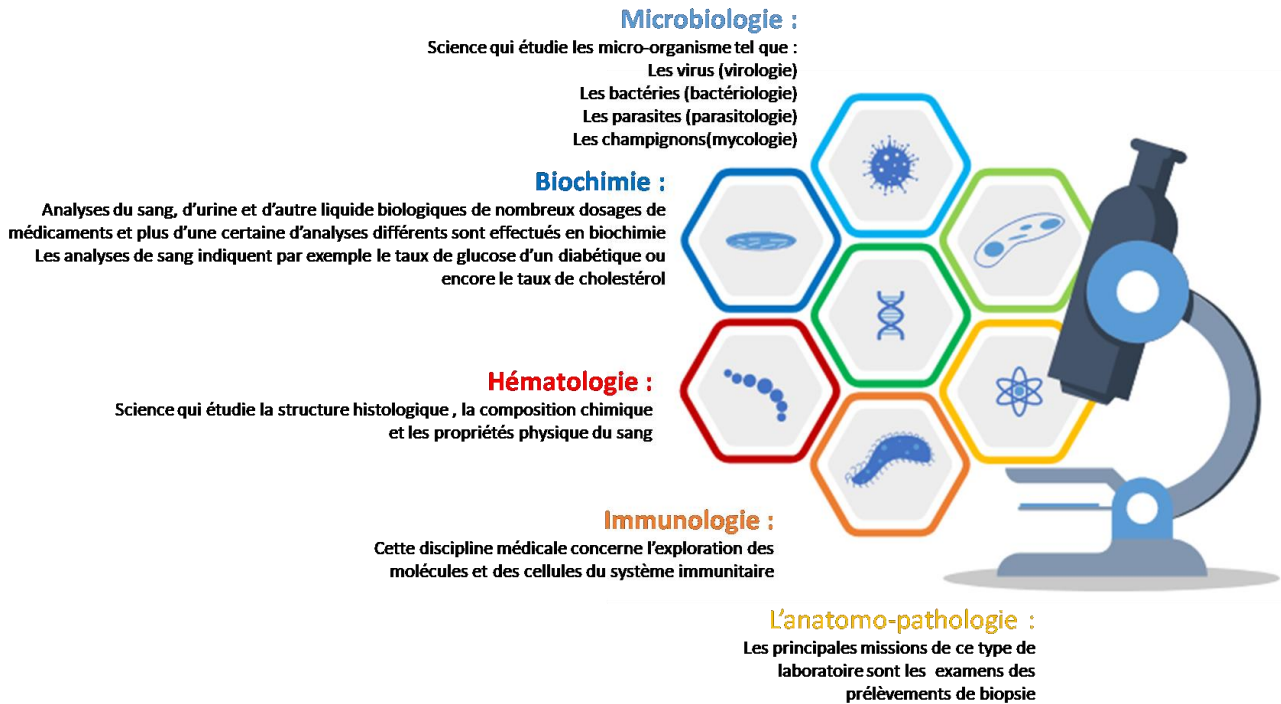 Microbiologie :
Science qui étudie les micro-organisme tel que :
Les virus (virologie)
Les bactéries (bactériologie)
Les parasites (parasitologie)
Les champignons(mycologie)
Biochimie :
Analyses du sang, d'urine et d'autre liquide biologiques de nombreux dosages de
médicaments et plus d'une certaine d'analyses différents sont effectués en biochimie
Les analyses de sang indiquent par exemple le taux de glucose d'un diabétique ou
encore le taux de cholestérol
Hématologie :
Science qui étudie la structure histologique , la composition chimique
et les propriétés physique du sang
Immunologie :
Cette discipline médicale concerne l'exploration des
molécules et des cellules du système immunitaire
L'anatomo-pathologie :
Les principales missions de ce type de
laboratoire sont les examens des
prélèvements de biopsie